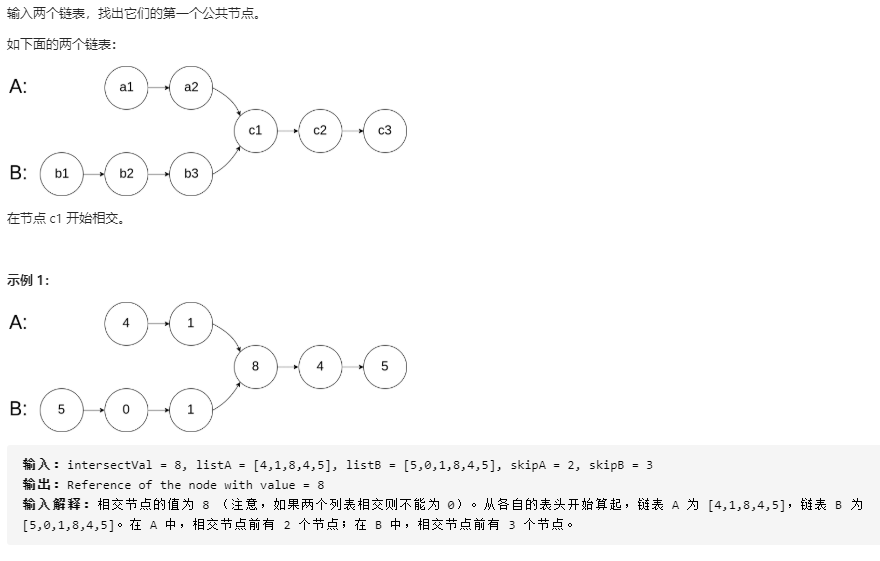 输入两个链表，找出它们的第一个公共节点。
如下面的两个链表：
A: a1 a2
c1 c2 c3
B: b1 b2 b3
在节点 c1 开始相交。
示例 1：
A: 4 1
8 4 5
B: 5 0 1
输入：intersectVal = 8, listA = [4,1,8,4,5], listB = [5,0,1,8,4,5], skipA = 2, skipB = 3
输出：Reference of the node with value = 8
输入解释：相交节点的值为 8 （注意，如果两个列表相交则不能为 0）。从各自的表头开始算起，链表 A 为 [4,1,8,4,5]，链表 B 为
[5,0,1,8,4,5]。在 A 中，相交节点前有 2 个节点；在 B 中，相交节点前有 3 个节点。